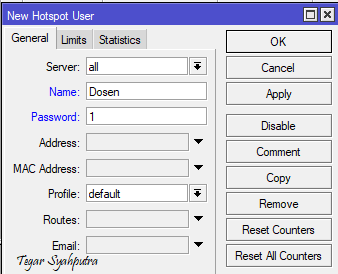 New Hotspot User
General Limits Statistics
Server: all
Name: Dosen
Password: 1
Address:
MAC Address:
Profile: default
Routes:
Email:
OK
Cancel
Apply
Disable
Comment
Copy
Remove
Reset Counters
Reset All Counters
Tegar Syahputra